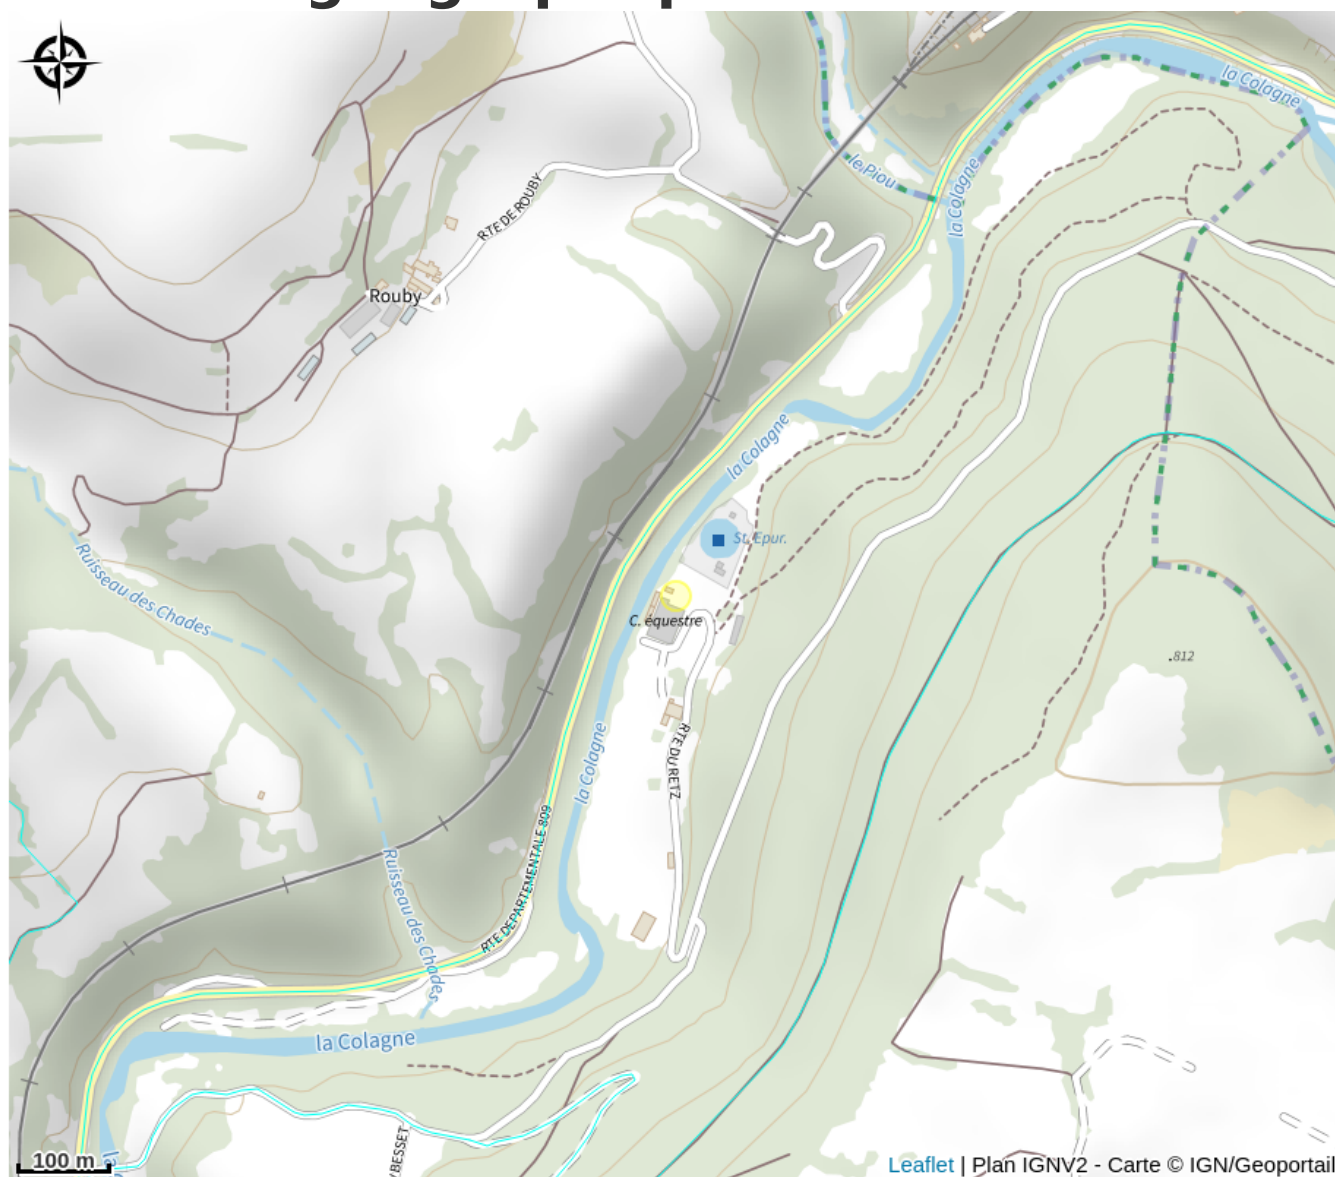 la Colagne
le Piou
la Colagne
RTE DE ROUBY
Rouby
la Colagne
St. Epur.
Ruisseau des Chades
C. équestre
.812
RTE DU RETZ
la Colagne
RTE DEPARTEMENTALE 809
Ruisseau des Chades
la Colagne
BESSET
la
100 m
Leaflet | Plan IGNV2 - Carte © IGN/Geoportail